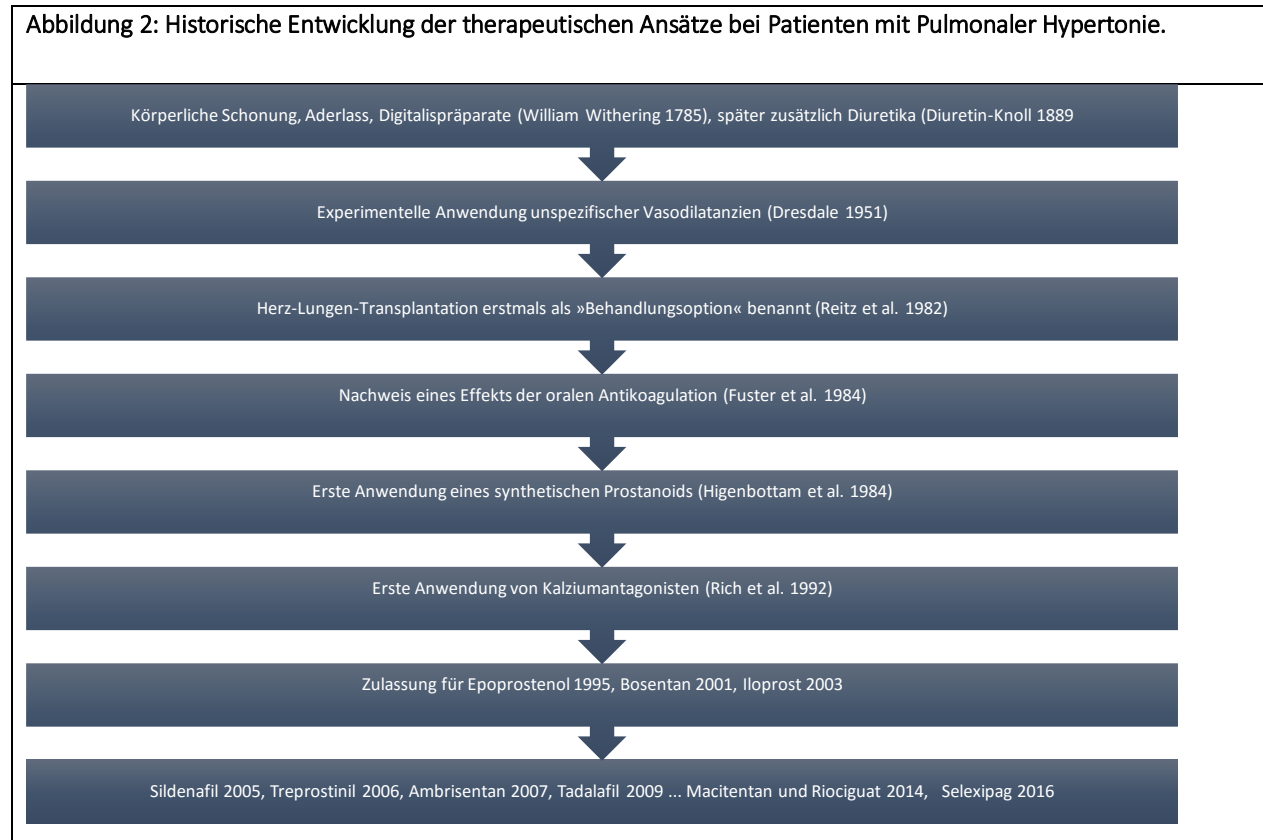 Abbildung 2: Historische Entwicklung der therapeutischen Ansätze bei Patienten mit Pulmonaler Hypertonie.
Körperliche Schonung, Aderlass, Digitalispräparate (William Withering 1785), später zusätzlich Diuretika (Diuretin-Knoll 1889
Experimentelle Anwendung unspezifischer Vasodilatanzien (Dresdale 1951)
Herz-Lungen-Transplantation erstmals als »Behandlungsoption« benannt (Reitz et al. 1982)
Nachweis eines Effekts der oralen Antikoagulation (Fuster et al. 1984)
Erste Anwendung eines synthetischen Prostanoids (Higenbottam et al. 1984)
Erste Anwendung von Kalziumantagonisten (Rich et al. 1992)
Zulassung für Epoprostenol 1995, Bosentan 2001, Iloprost 2003
Sildenafil 2005, Treprostinil 2006, Ambrisentan 2007, Tadalafil 2009 ... Macitentan und Riociguat 2014, Selexipag 2016